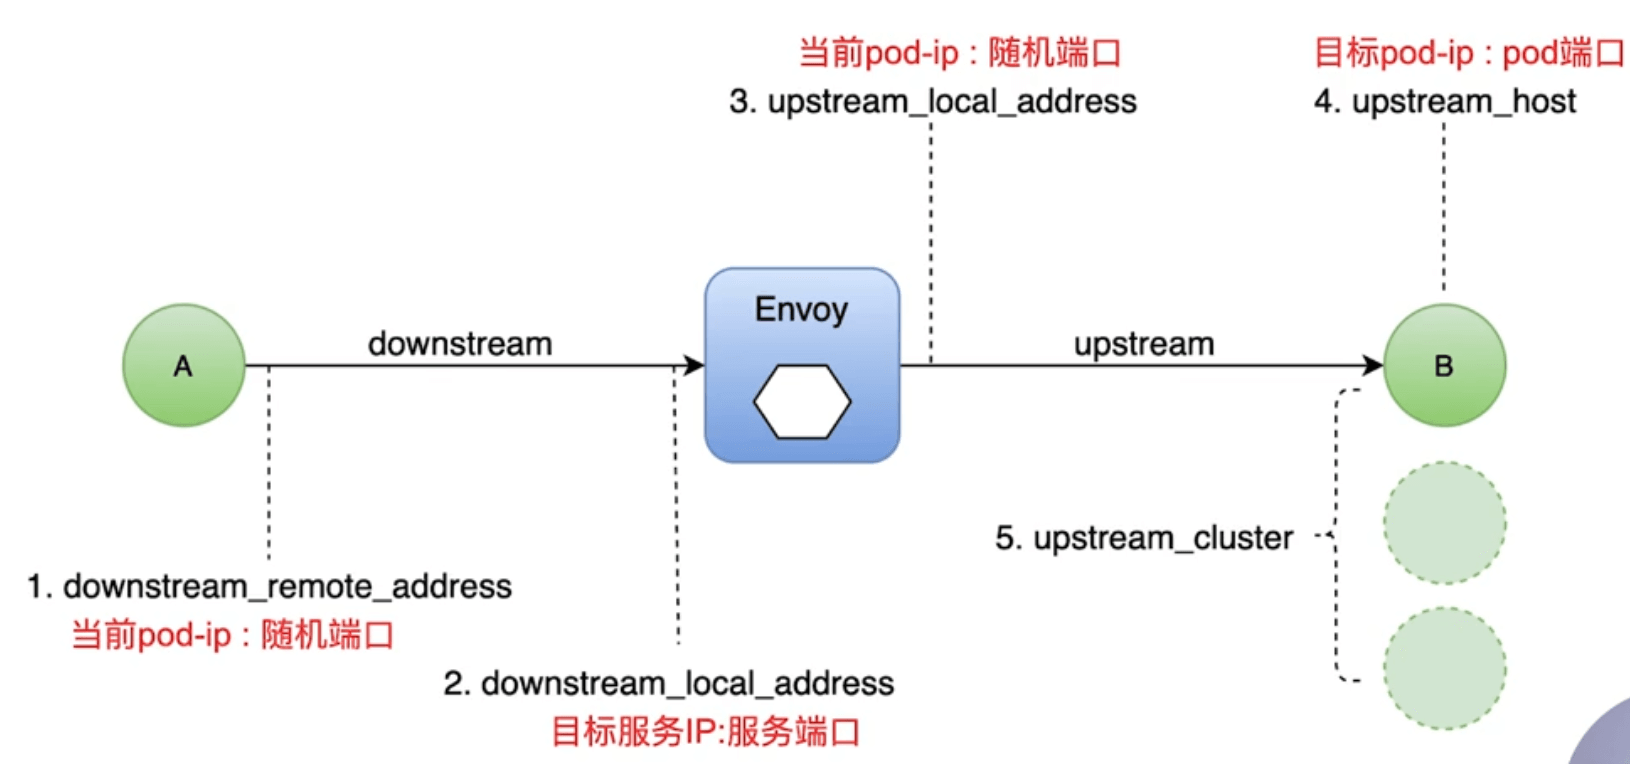 当前pod-ip : 随机端口
3. upstream_local_address
目标pod-ip : pod端口
4. upstream_host
Envoy
A
downstream
upstream
B
5. upstream_cluster
1. downstream_remote_address
当前pod-ip : 随机端口
2. downstream_local_address
目标服务IP:服务端口